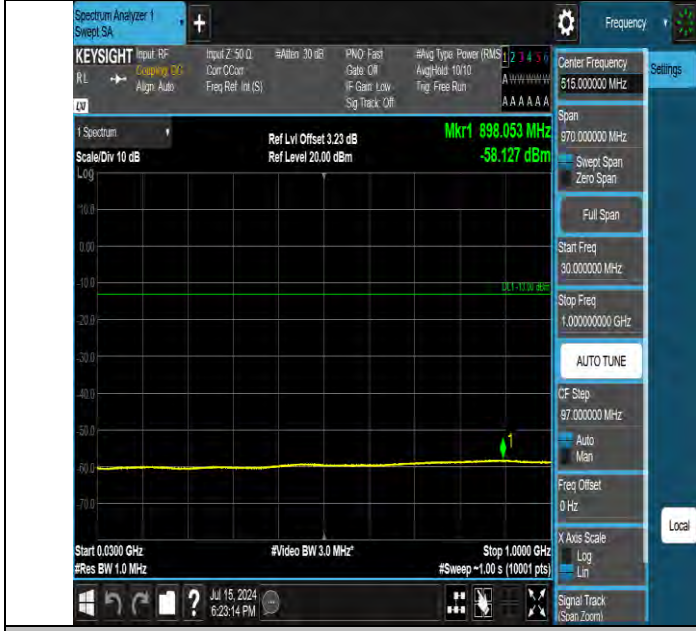 Spectrum Analyzer 1
Swept SA
+
Frequency
KEYSIGHT
RL
LXI
Input: RF
Coupling: DC
Align: Auto
Input Z: 50 Ω
Corr CCorr
Freq Ref: Int (S)
#Atten: 30 dB
PNO: Fast
Gate: Off
IF Gain: Low
Sig Track: Off
#Avg Type: Power (RMS
Avg|Hold: 10/10
Trig: Free Run
1 2 3 4 5 6
A W W W W W
A A A A A A
1 Spectrum
Scale/Div 10 dB
Log
Ref Lvl Offset 3.23 dB
Ref Level 20.00 dBm
Mkr1 898.053 MHz
-58.127 dBm
10.0
0.00
-10.0
-20.0
-30.0
-40.0
-50.0
-60.0
-70.0
DL1 -13.00 dBm
1
Start 0.0300 GHz
#Res BW 1.0 MHz
#Video BW 3.0 MHz*
Stop 1.0000 GHz
#Sweep ~1.00 s (10001 pts)
Jul 15, 2024
6:23:14 PM
Settings
Center Frequency
515.000000 MHz
Span
970.000000 MHz
Swept Span
Zero Span
Full Span
Start Freq
30.000000 MHz
Stop Freq
1.000000000 GHz
AUTO TUNE
CF Step
97.000000 MHz
Auto
Man
Freq Offset
0 Hz
X Axis Scale
Log
Lin
Signal Track
(Span Zoom)
Local